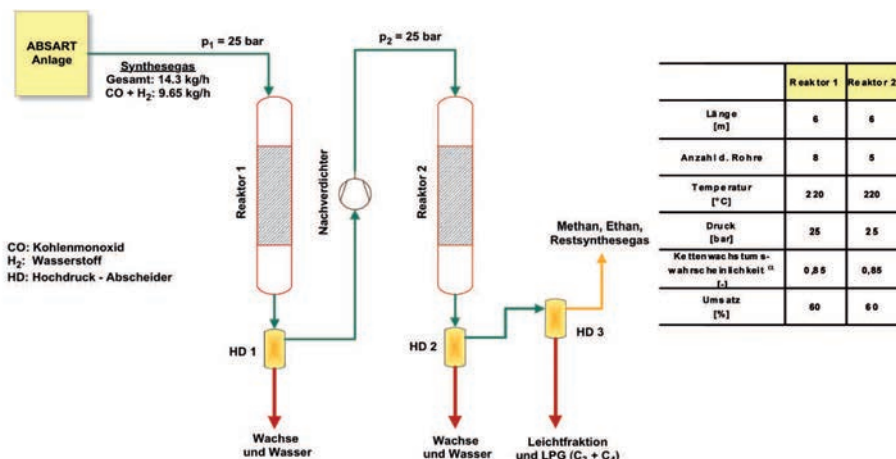 ABSART
Anlage
p₁ = 25 bar
p₂ = 25 bar
Synthesegas
Gesamt: 14.3 kg/h
CO + H₂: 9.65 kg/h
Reaktor 1
Nachverdichter
Reaktor 2
CO: Kohlenmonoxid
H₂: Wasserstoff
HD: Hochdruck - Abscheider
Methan, Ethan,
Restsynthesegas
HD 1
HD 2
HD 3
Wachse
und Wasser
Wachse
und Wasser
Leichtfraktion
und LPG (C₃ + C₄)
Reaktor 1 Reaktor 2
Länge
[m] 6 6
Anzahl d. Rohre 8 5
Temperatur
[°C] 220 220
Druck
[bar] 25 25
Kettenwachstums-
wahrscheinlichkeit α
[-] 0,85 0,85
Umsatz
[%] 60 60